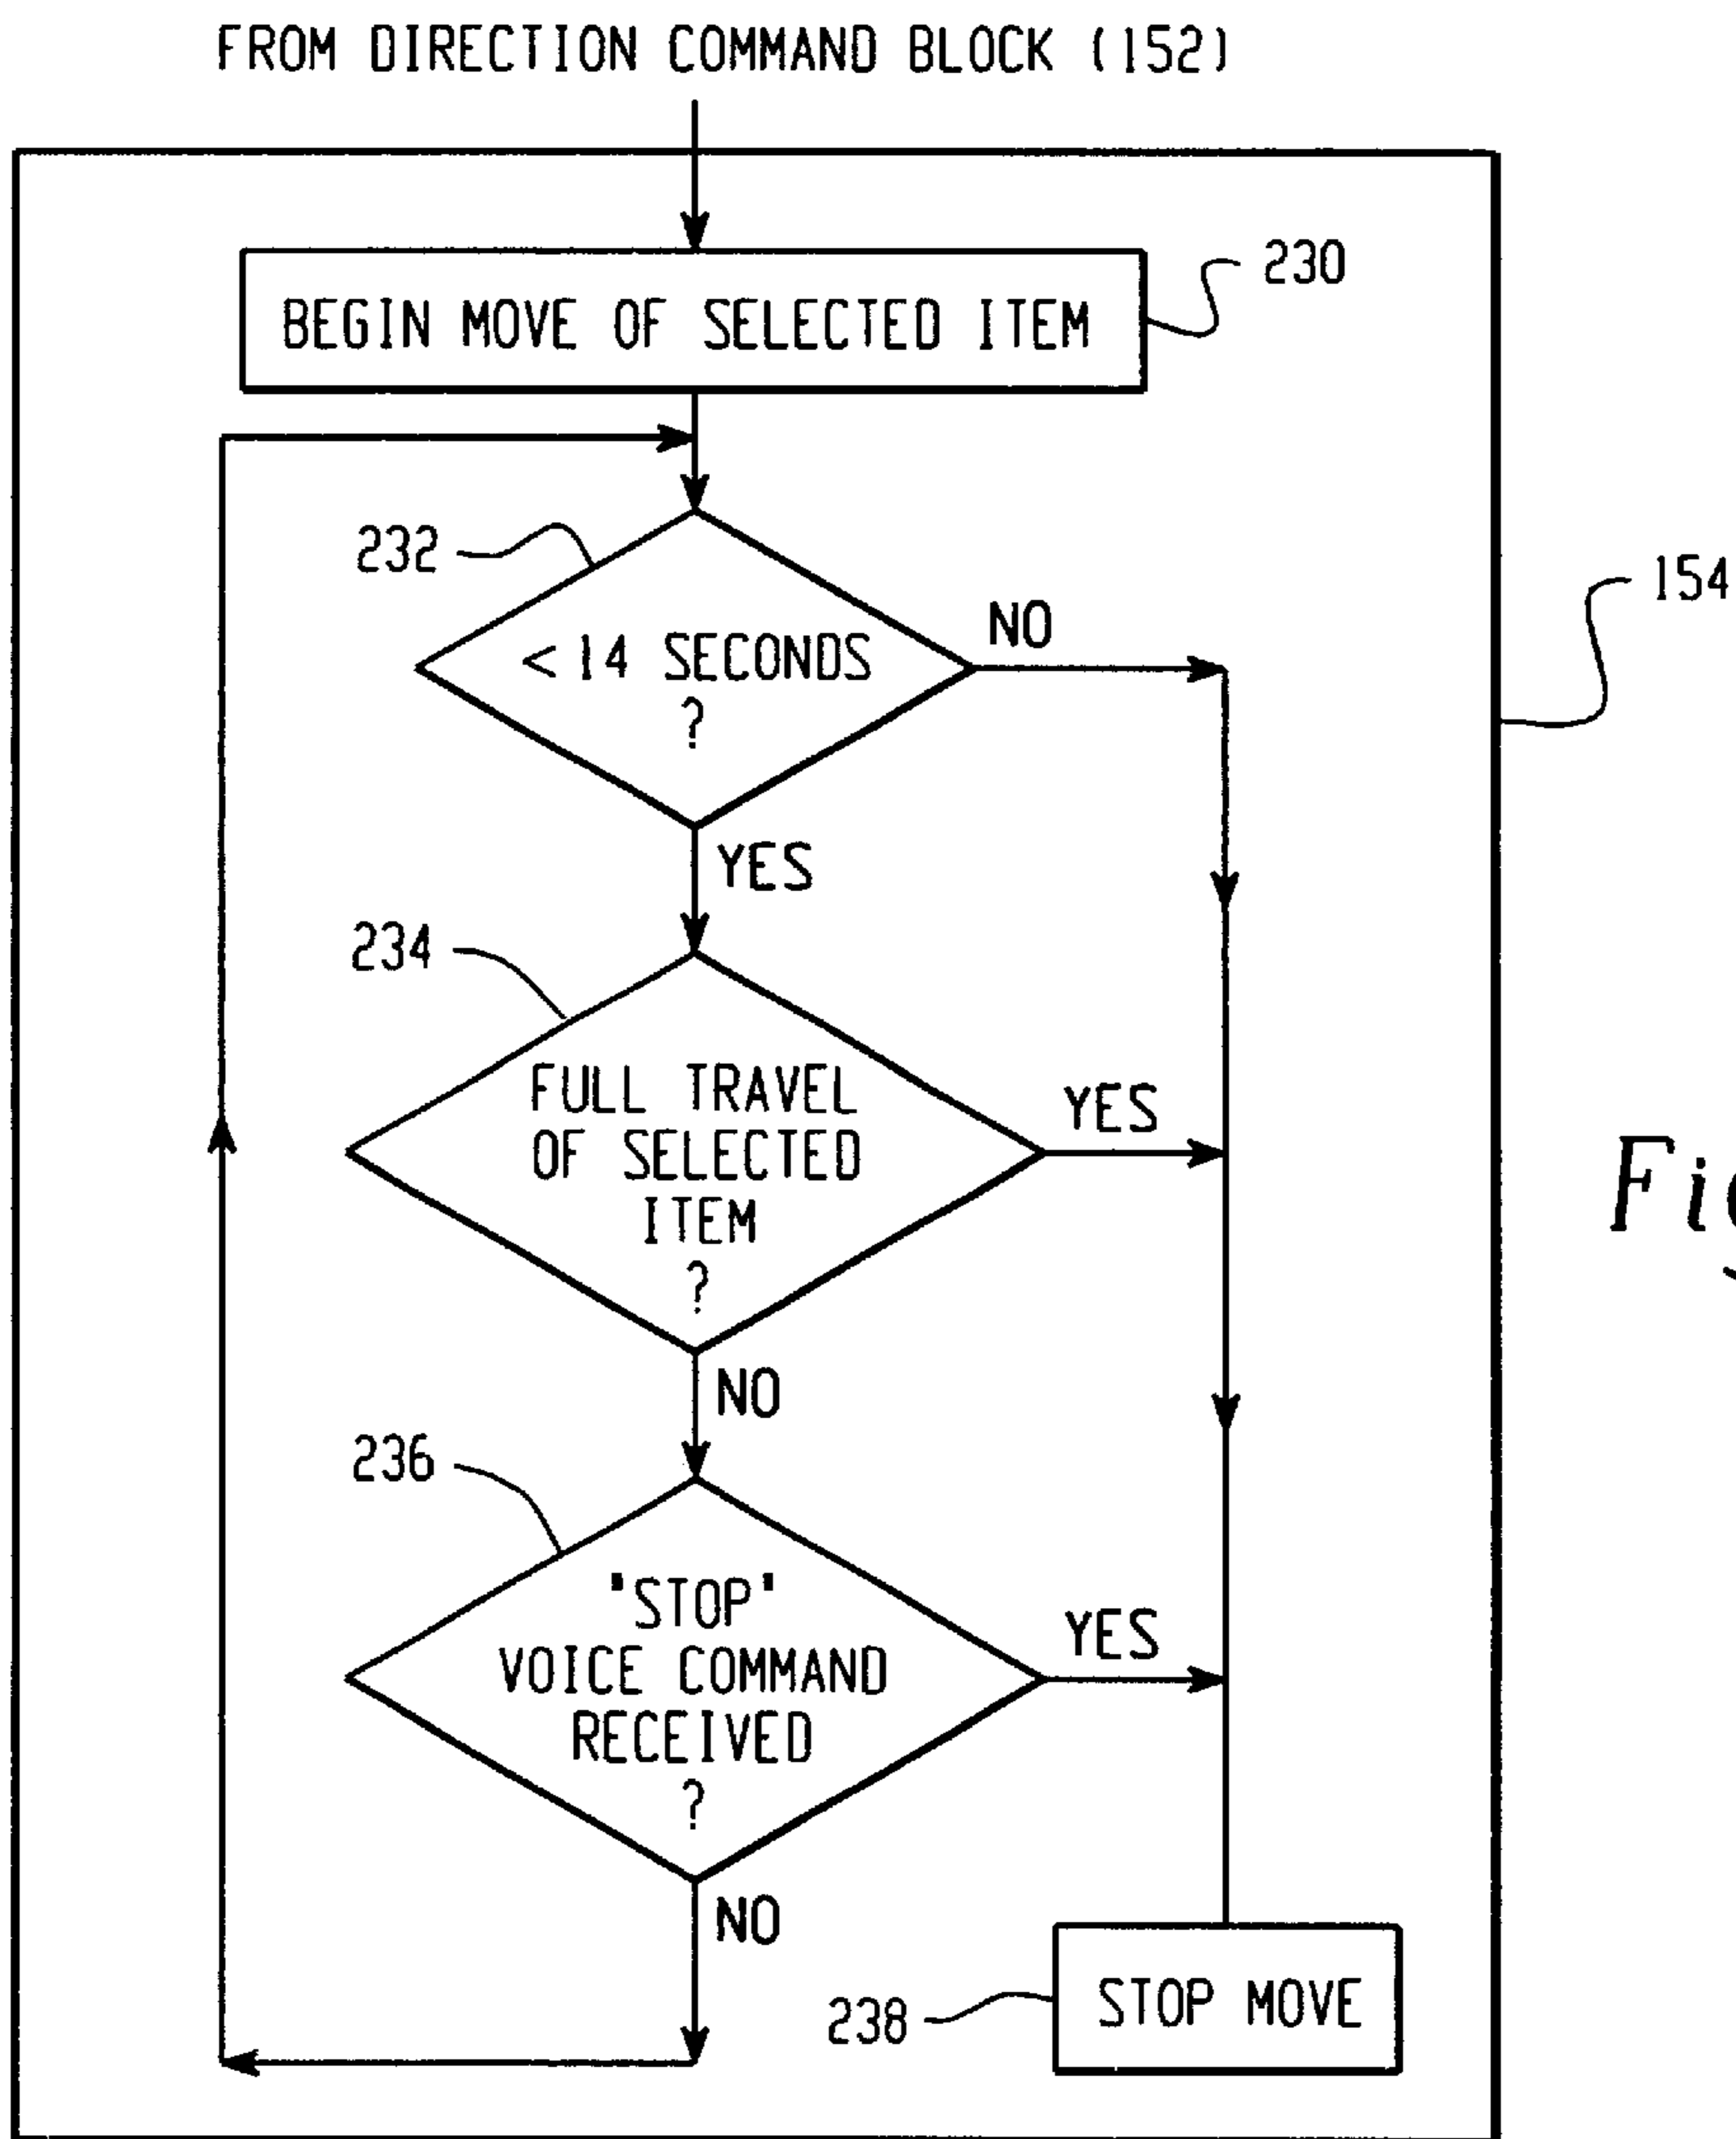 FROM DIRECTION COMMAND BLOCK (152)
BEGIN MOVE OF SELECTED ITEM
230
232
< 14 SECONDS
?
NO
154
YES
234
FULL TRAVEL
OF SELECTED
ITEM
?
YES
NO
236
"STOP"
VOICE COMMAND
RECEIVED
?
YES
NO
STOP MOVE
238